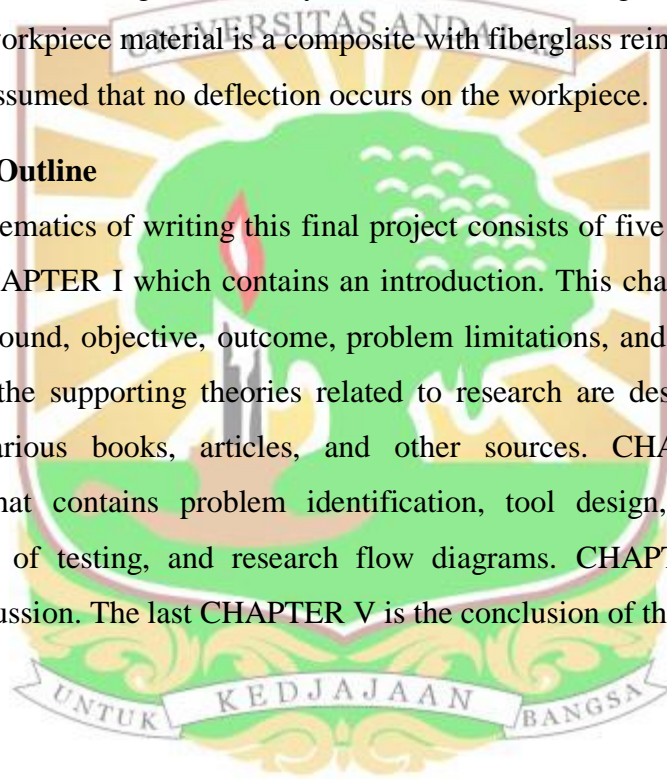 UNIVERSITAS ANDALAS
workpiece material is a composite with fiberglass rein
ssumed that no deflection occurs on the workpiece.
Outline
ematics of writing this final project consists of five
APTER I which contains an introduction. This cha
ound, objective, outcome, problem limitations, and
the supporting theories related to research are des
arious books, articles, and other sources. CHA
hat contains problem identification, tool design,
of testing, and research flow diagrams. CHAPT
ussion. The last CHAPTER V is the conclusion of th
UNTUK KEDJAJAAN BANGSA